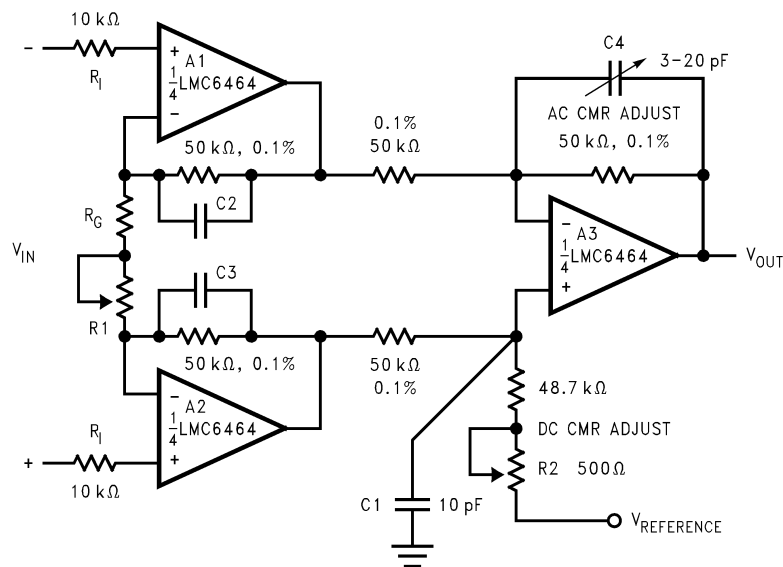 10 kΩ
−
R_I
+
A1
1/4 LMC6464
−
50 kΩ, 0.1%
C2
0.1%
50 kΩ
C4
3-20 pF
AC CMR ADJUST
50 kΩ, 0.1%
R_G
V_IN
R1
C3
50 kΩ, 0.1%
−
A3
1/4 LMC6464
+
V_OUT
50 kΩ
0.1%
−
A2
1/4 LMC6464
+
R_I
+
10 kΩ
48.7 kΩ
DC CMR ADJUST
R2 500Ω
C1
10 pF
V_REFERENCE